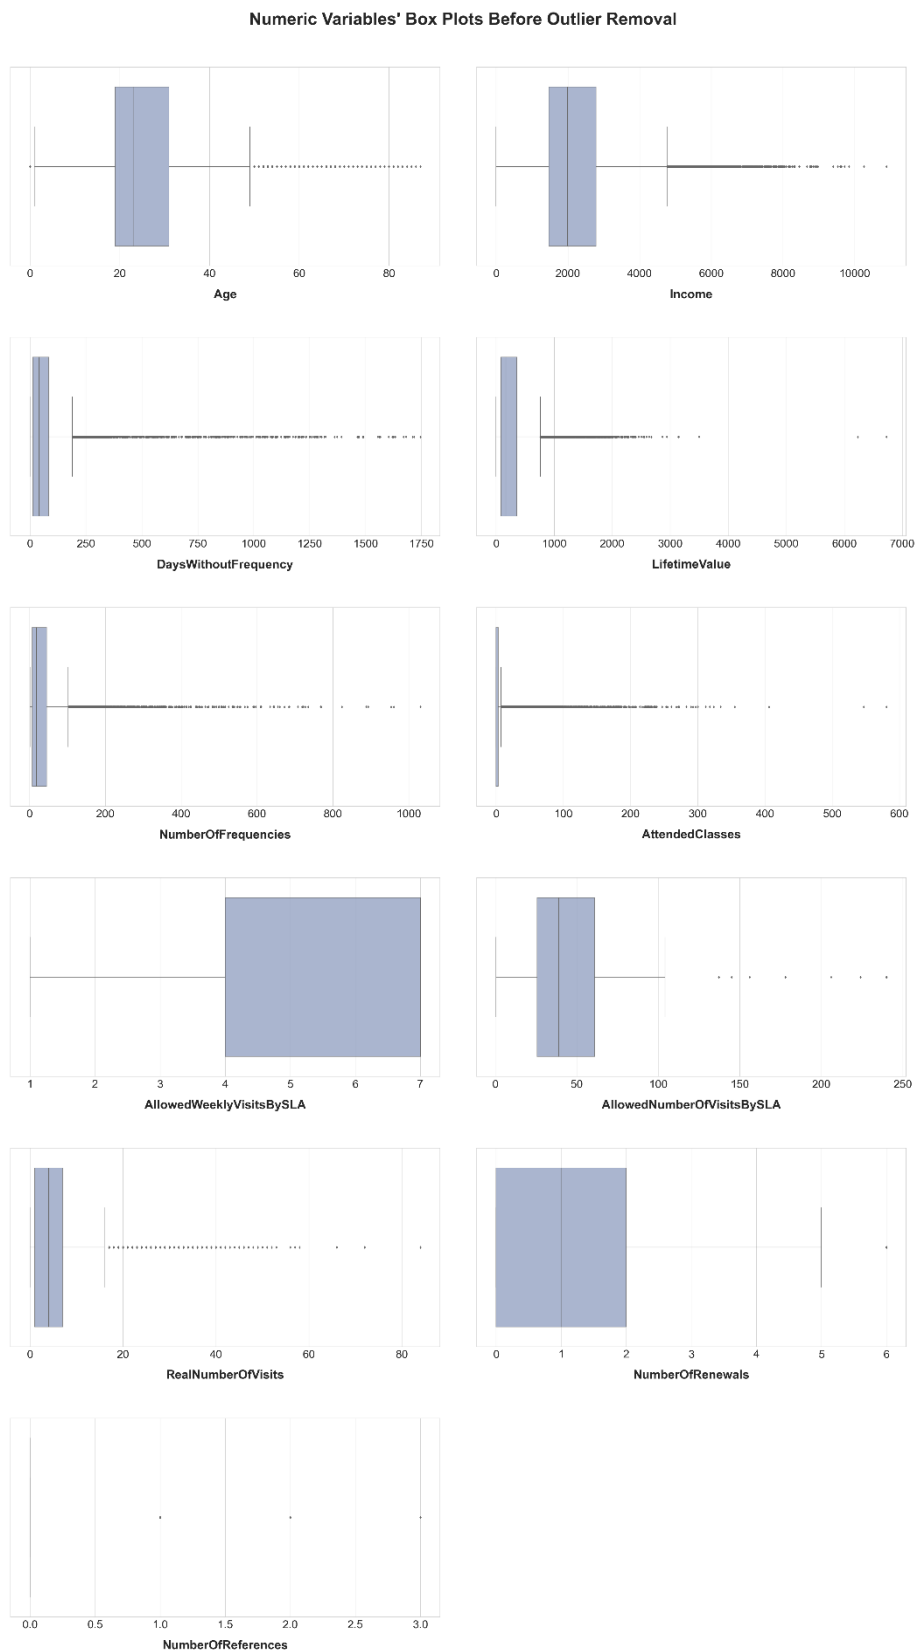 Numeric Variables' Box Plots Before Outlier Removal
0 20 40 60 80
Age
0 2000 4000 6000 8000 10000
Income
0 250 500 750 1000 1250 1500 1750
DaysWithoutFrequency
0 1000 2000 3000 4000 5000 6000 7000
LifetimeValue
0 200 400 600 800 1000
NumberOfFrequencies
0 100 200 300 400 500 600
AttendedClasses
1 2 3 4 5 6 7
AllowedWeeklyVisitsBySLA
0 50 100 150 200 250
AllowedNumberOfVisitsBySLA
0 20 40 60 80
RealNumberOfVisits
0 1 2 3 4 5 6
NumberOfRenewals
0.0 0.5 1.0 1.5 2.0 2.5 3.0
NumberOfReferences